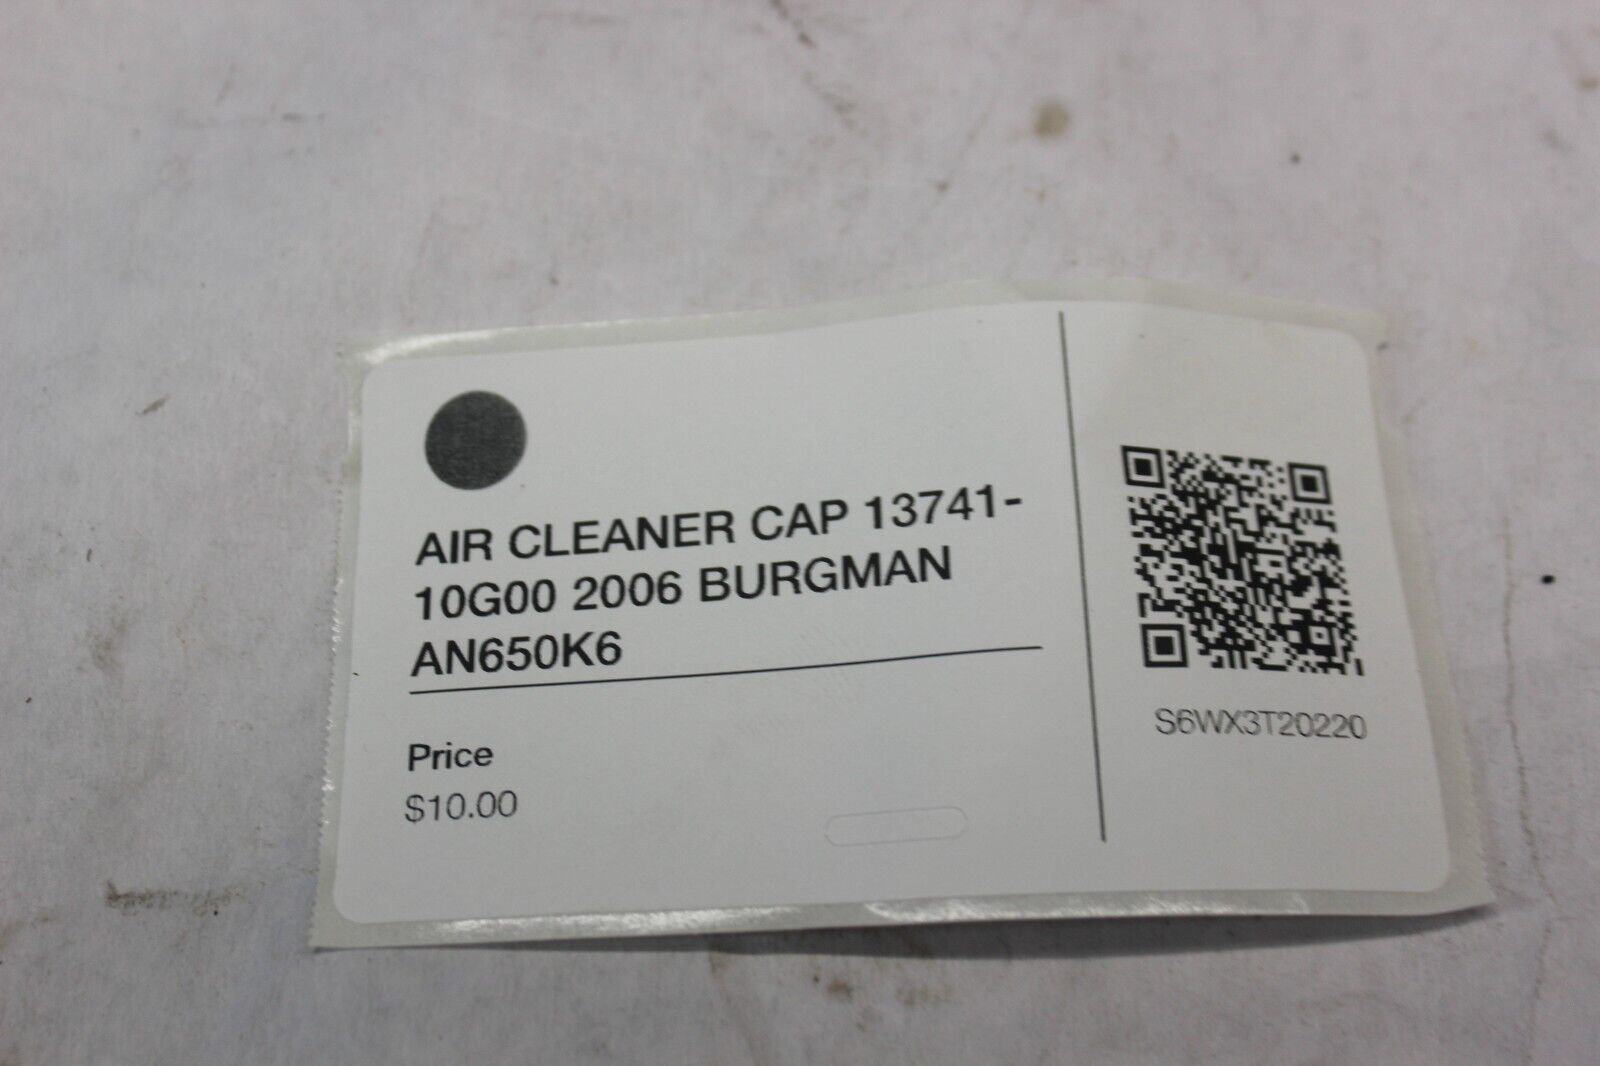 AIR CLEANER CAP 13741-
10G00 2006 BURGMAN
AN650K6
Price
$10.00
S6WX3T20220